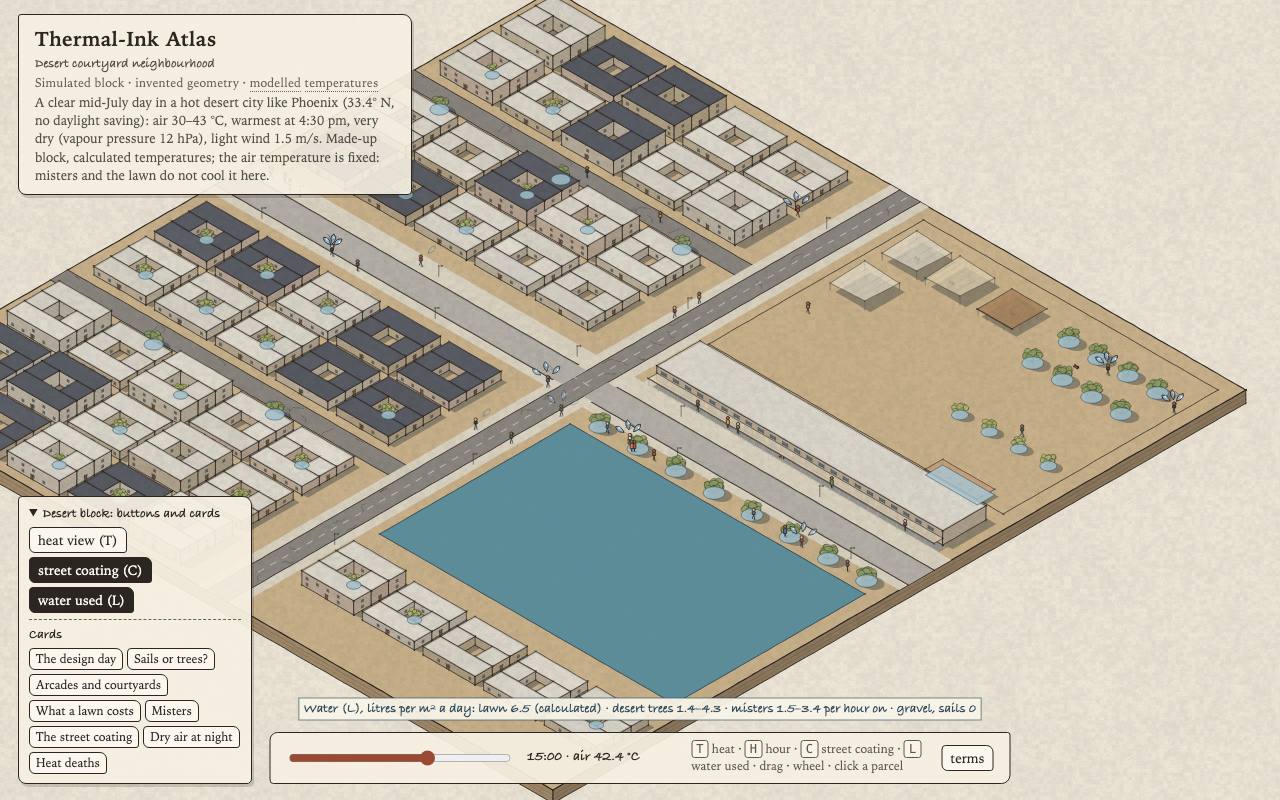 Thermal-Ink Atlas
Desert courtyard neighbourhood
Simulated block · invented geometry · modelled temperatures
A clear mid-July day in a hot desert city like Phoenix (33.4° N,
no daylight saving): air 30–43 °C, warmest at 4:30 pm, very
dry (vapour pressure 12 hPa), light wind 1.5 m/s. Made-up
block, calculated temperatures; the air temperature is fixed:
misters and the lawn do not cool it here.
▼ Desert block: buttons and cards
heat view (T)
street coating (C)
water used (L)
Cards
The design day
Sails or trees?
Arcades and courtyards
What a lawn costs
Misters
The street coating
Dry air at night
Heat deaths
Water (L), litres per m² a day: lawn 6.5 (calculated) · desert trees 1.4–4.3 · misters 1.5–3.4 per hour on · gravel, sails 0
15:00 · air 42.4 °C
T heat · H hour · C street coating · L
water used · drag · wheel · click a parcel
terms